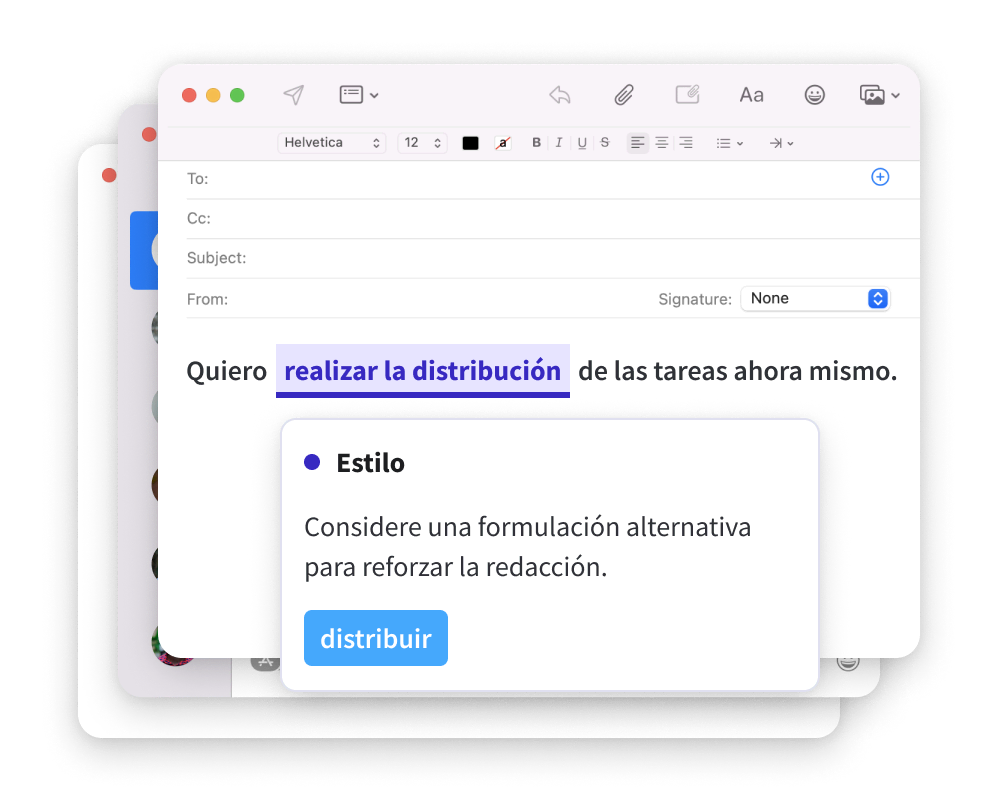 Aa
Helvetica 12 a B I U S
To:
Cc:
Subject:
From: Signature: None
Quiero realizar la distribución de las tareas ahora mismo.
Estilo
Considere una formulación alternativa
para reforzar la redacción.
distribuir